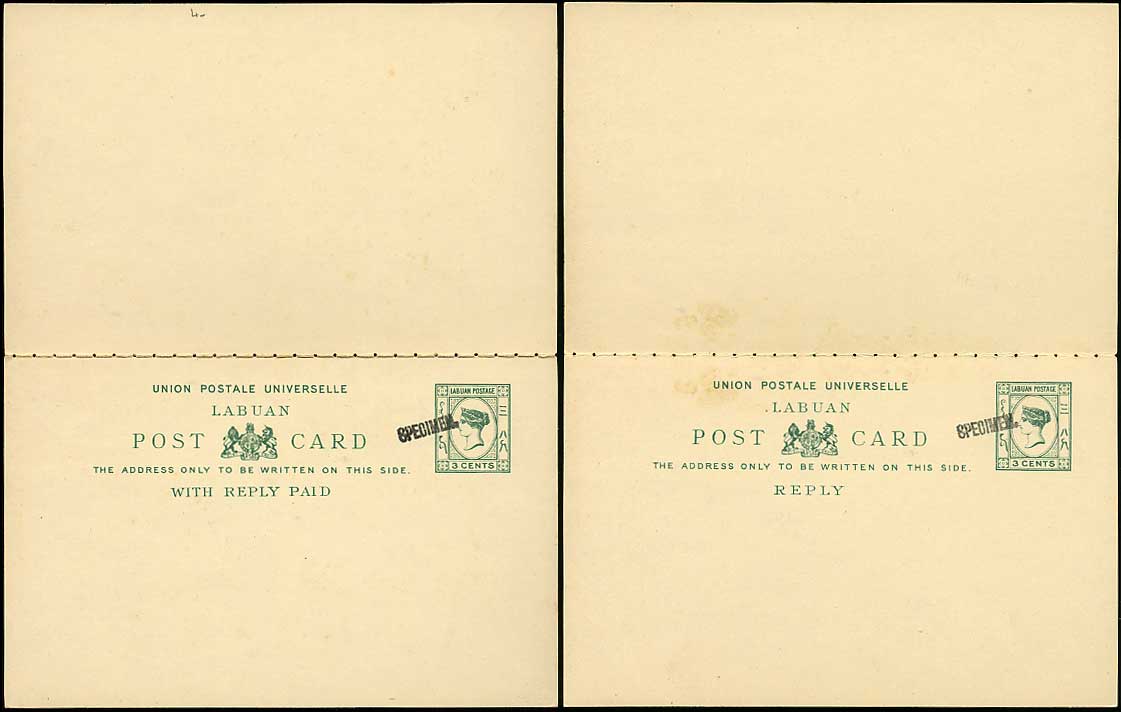 4-
UNION POSTALE UNIVERSELLE
LABUAN
POST CARD
THE ADDRESS ONLY TO BE WRITTEN ON THIS SIDE.
WITH REPLY PAID
SPECIMEN.
LABUAN POSTAGE
3 CENTS
UNION POSTALE UNIVERSELLE
LABUAN
POST CARD
THE ADDRESS ONLY TO BE WRITTEN ON THIS SIDE.
REPLY
SPECIMEN.
LABUAN POSTAGE
3 CENTS